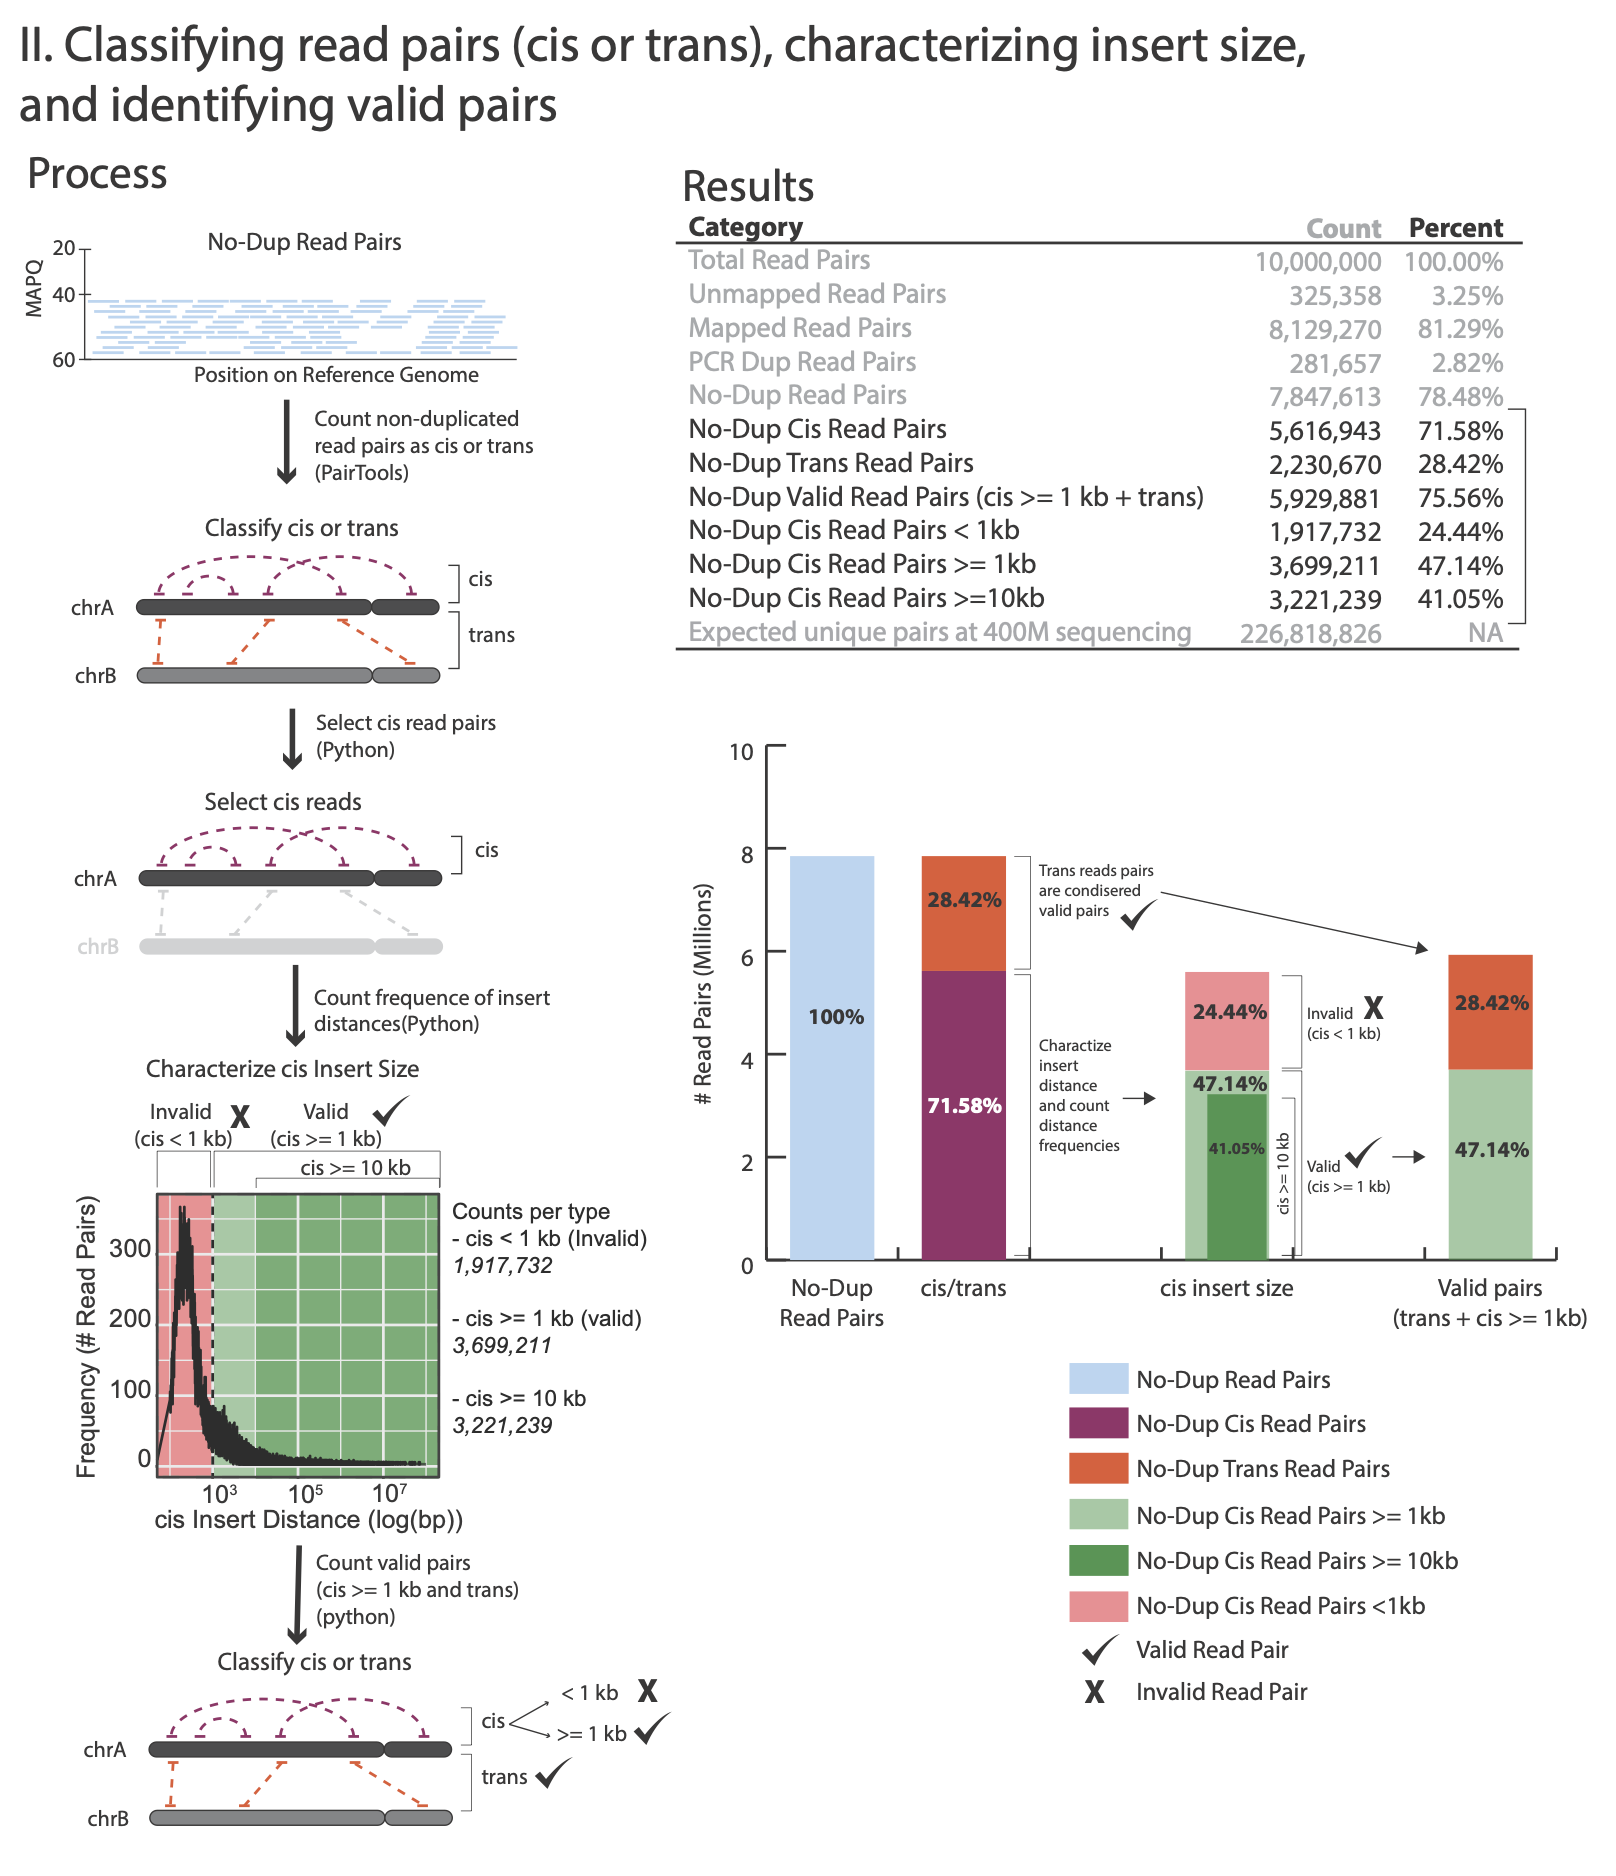 II. Classifying read pairs (cis or trans), characterizing insert size,
and identifying valid pairs
Process
No-Dup Read Pairs
20
40
60
MAPQ
Position on Reference Genome
Count non-duplicated
read pairs as cis or trans
(PairTools)
Classify cis or trans
cis
chrA
trans
chrB
Select cis read pairs
(Python)
Select cis reads
cis
chrA
chrB
Count frequence of insert
distances(Python)
Characterize cis Insert Size
Invalid X
(cis < 1 kb)
Valid
(cis >= 1 kb)
cis >= 10 kb
Frequency (# Read Pairs)
300
200
100
0
10³ 10⁵ 10⁷
cis Insert Distance (log(bp))
Counts per type
- cis < 1 kb (Invalid)
1,917,732
- cis >= 1 kb (valid)
3,699,211
- cis >= 10 kb
3,221,239
Count valid pairs
(cis >= 1 kb and trans)
(python)
Classify cis or trans
cis
< 1 kb X
>= 1 kb
chrA
trans
chrB
Results
Category Count Percent
Total Read Pairs 10,000,000 100.00%
Unmapped Read Pairs 325,358 3.25%
Mapped Read Pairs 8,129,270 81.29%
PCR Dup Read Pairs 281,657 2.82%
No-Dup Read Pairs 7,847,613 78.48%
No-Dup Cis Read Pairs 5,616,943 71.58%
No-Dup Trans Read Pairs 2,230,670 28.42%
No-Dup Valid Read Pairs (cis >= 1 kb + trans) 5,929,881 75.56%
No-Dup Cis Read Pairs < 1kb 1,917,732 24.44%
No-Dup Cis Read Pairs >= 1kb 3,699,211 47.14%
No-Dup Cis Read Pairs >=10kb 3,221,239 41.05%
Expected unique pairs at 400M sequencing 226,818,826 NA
# Read Pairs (Millions)
10
8
6
4
2
0
100%
28.42%
71.58%
Trans reads pairs
are condisered
valid pairs
Charactize
insert
distance
and count
distance
frequencies
24.44%
47.14%
41.05%
Invalid X
(cis < 1 kb)
cis >= 10 kb
Valid
(cis >= 1 kb)
28.42%
47.14%
No-Dup
Read Pairs
cis/trans
cis insert size
Valid pairs
(trans + cis >= 1kb)
No-Dup Read Pairs
No-Dup Cis Read Pairs
No-Dup Trans Read Pairs
No-Dup Cis Read Pairs >= 1kb
No-Dup Cis Read Pairs >= 10kb
No-Dup Cis Read Pairs <1kb
Valid Read Pair
X Invalid Read Pair